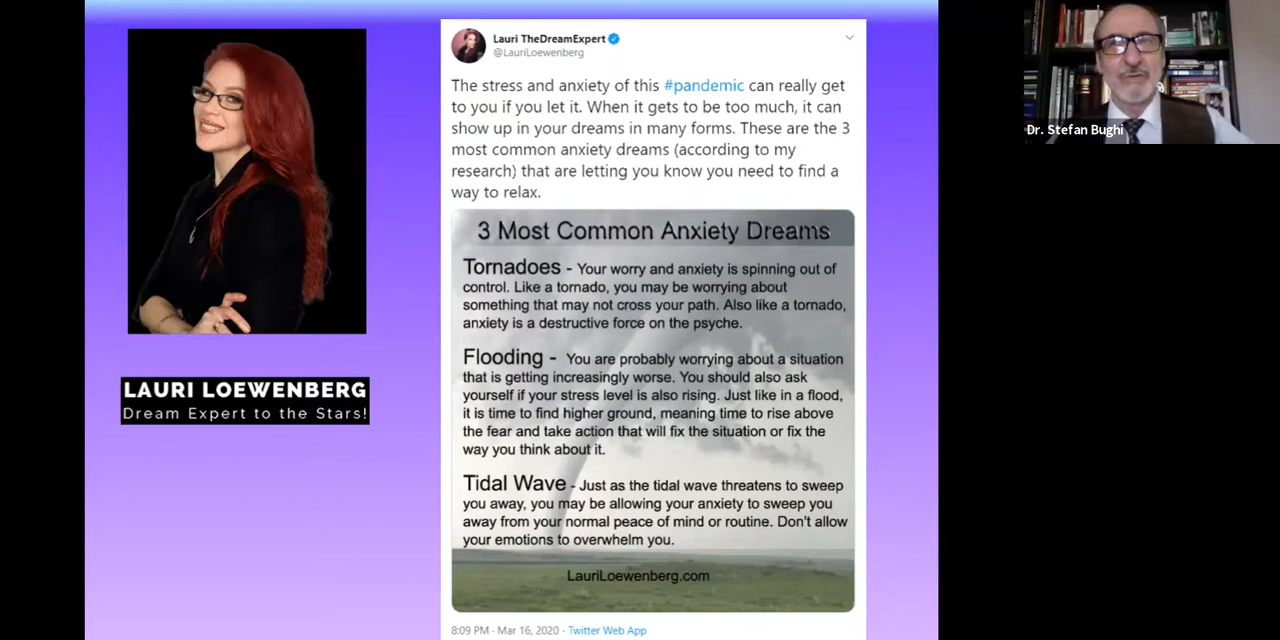 LAURI LOEWENBERG
Dream Expert to the Stars!
Lauri TheDreamExpert
@LauriLoewenberg
The stress and anxiety of this #pandemic can really get
to you if you let it. When it gets to be too much, it can
show up in your dreams in many forms. These are the 3
most common anxiety dreams (according to my
research) that are letting you know you need to find a
way to relax.
3 Most Common Anxiety Dreams
Tornadoes - Your worry and anxiety is spinning out of
control. Like a tornado, you may be worrying about
something that may not cross your path. Also like a tornado,
anxiety is a destructive force on the psyche.
Flooding - You are probably worrying about a situation
that is getting increasingly worse. You should also ask
yourself if your stress level is also rising. Just like in a flood,
it is time to find higher ground, meaning time to rise above
the fear and take action that will fix the situation or fix the
way you think about it.
Tidal Wave - Just as the tidal wave threatens to sweep
you away, you may be allowing your anxiety to sweep you
away from your normal peace of mind or routine. Don't allow
your emotions to overwhelm you.
LauriLoewenberg.com
8:09 PM · Mar 16, 2020 · Twitter Web App
Dr. Stefan Bughi